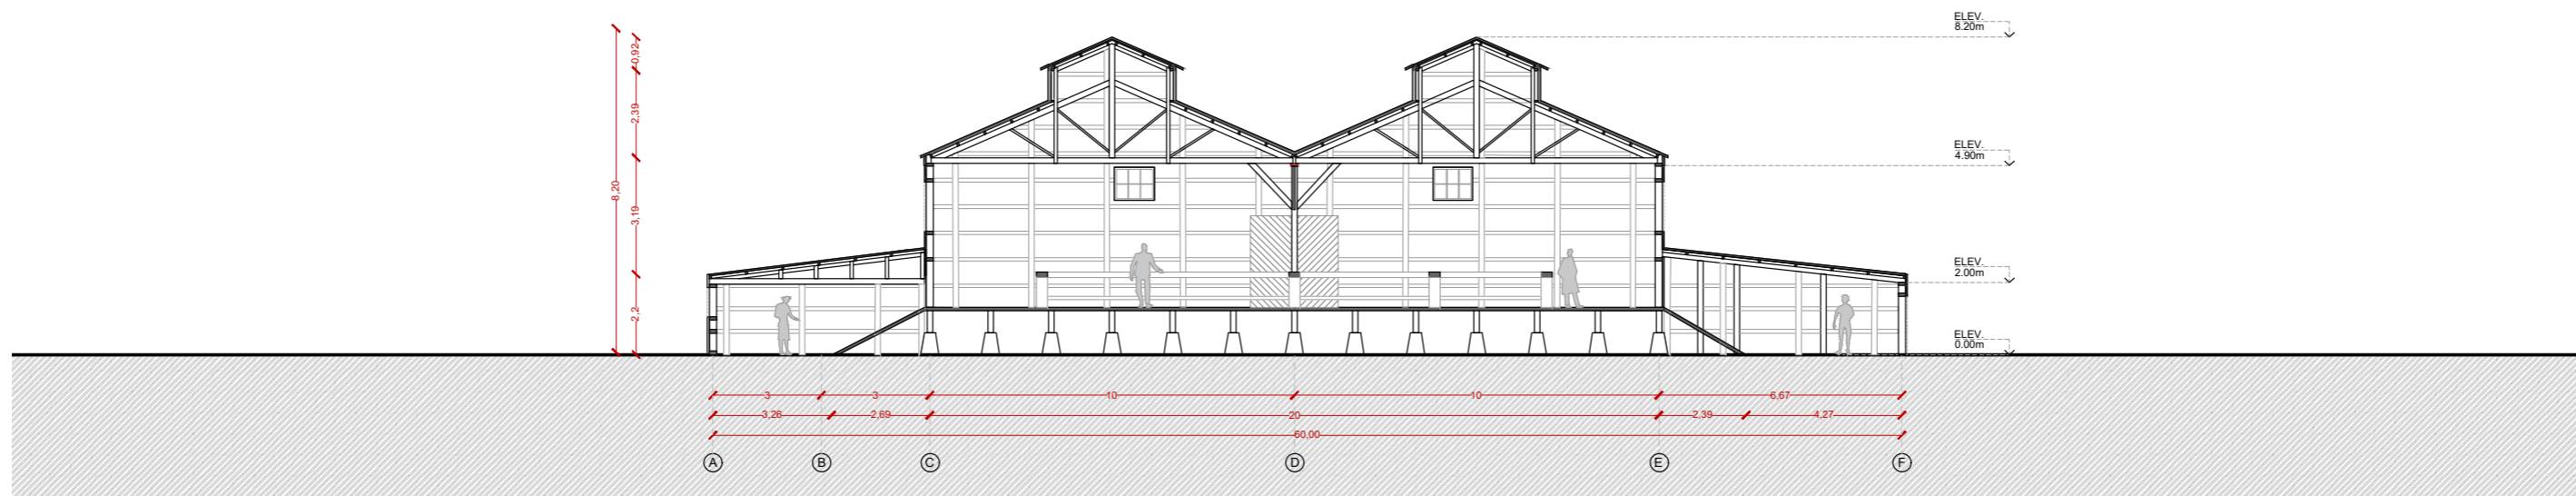 ELEV.
8.20m
ELEV.
4.90m
ELEV.
2.00m
ELEV.
0.00m
8,20
0,92
2,39
3,19
2,2
3 3 10 10 6,67
3,26 2,69 20 2,39 4,27
60,00
A B C D E F